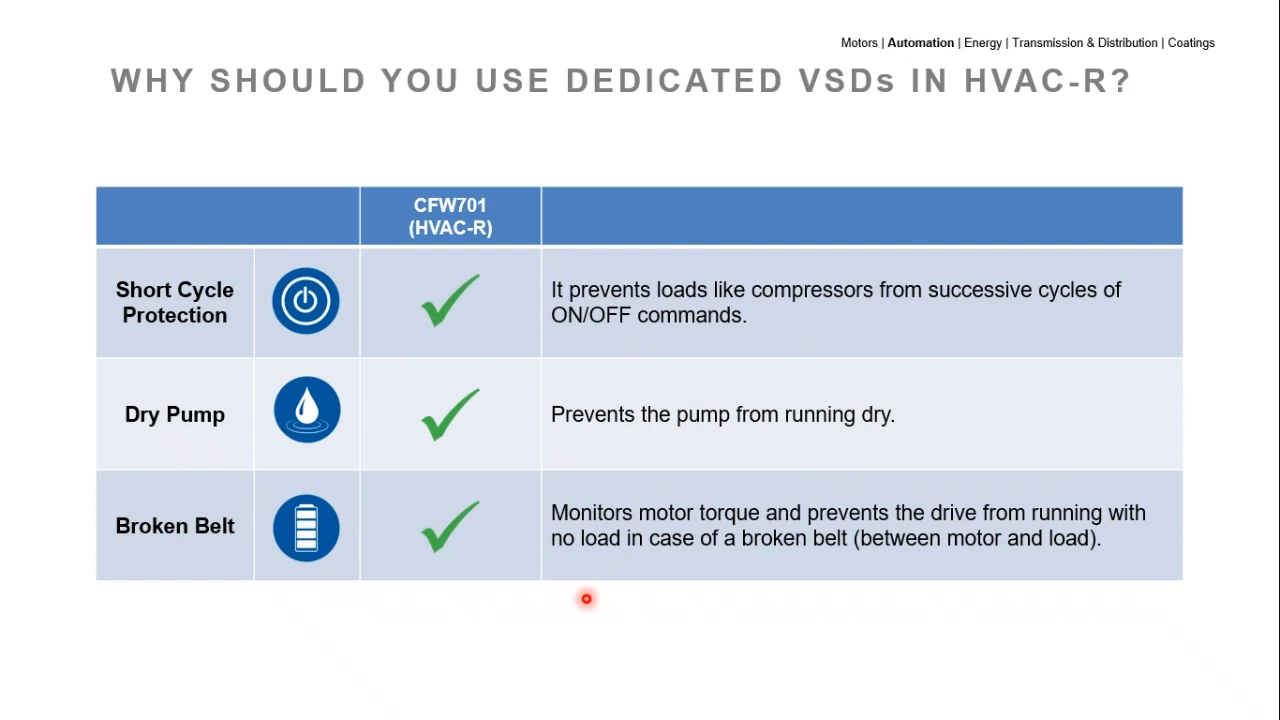 Motors | Automation | Energy | Transmission & Distribution | Coatings
WHY SHOULD YOU USE DEDICATED VSDs IN HVAC-R?
CFW701
(HVAC-R)
Short Cycle
Protection
It prevents loads like compressors from successive cycles of
ON/OFF commands.
Dry Pump
Prevents the pump from running dry.
Broken Belt
Monitors motor torque and prevents the drive from running with
no load in case of a broken belt (between motor and load).